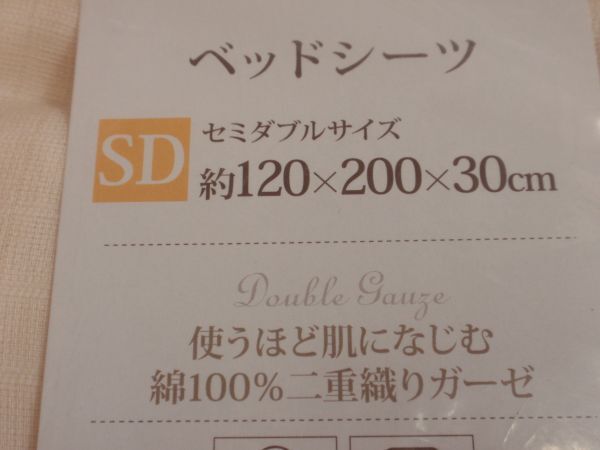 ベッドシーツ
SD
セミダブルサイズ
約120×200×30cm
Double Gauze
使うほど肌になじむ
綿100%二重織りガーゼ